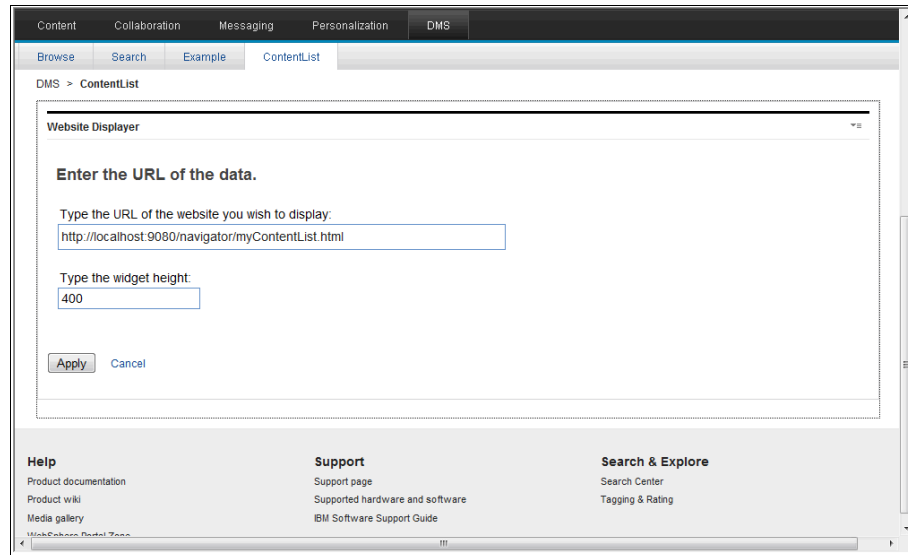 Content Collaboration Messaging Personalization DMS
Browse Search Example ContentList
DMS > ContentList
Website Displayer
Enter the URL of the data.
Type the URL of the website you wish to display:
http://localhost:9080/navigator/myContentList.html
Type the widget height:
400
Apply Cancel
Help Support Search & Explore
Product documentation Support page Search Center
Product wiki Supported hardware and software Tagging & Rating
Media gallery IBM Software Support Guide
WebSphere Portal Zone